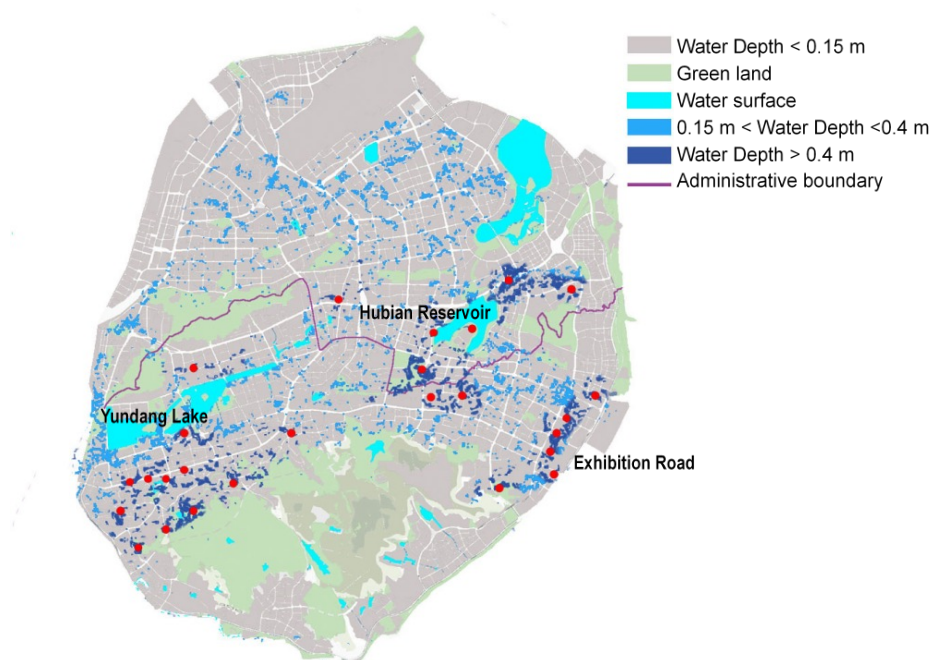 Water Depth < 0.15 m
Green land
Water surface
0.15 m < Water Depth <0.4 m
Water Depth > 0.4 m
Administrative boundary
Hubian Reservoir
Yundang Lake
Exhibition Road